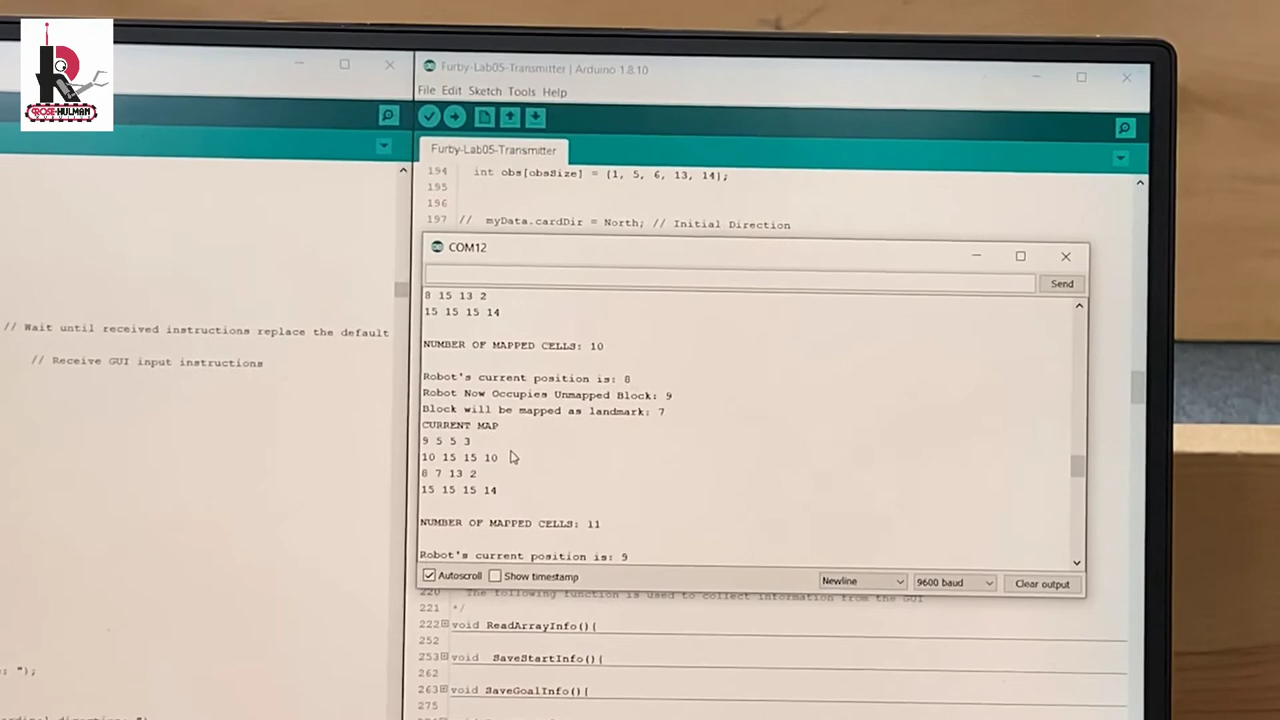 ROSE-HULMAN
Furby-Lab05-Transmitter | Arduino 1.8.10
File Edit Sketch Tools Help
Furby-Lab05-Transmitter
194 int obs[obsSize] = {1, 5, 6, 13, 14};
195
196
197 // myData.cardDir = North; // Initial Direction
COM12
Send
8 15 13 2
15 15 15 14
NUMBER OF MAPPED CELLS: 10
Robot's current position is: 8
Robot Now Occupies Unmapped Block: 9
Block will be mapped as landmark: 7
CURRENT MAP
9 5 5 3
10 15 15 10
8 7 13 2
15 15 15 14
NUMBER OF MAPPED CELLS: 11
Robot's current position is: 9
Autoscroll Show timestamp Newline 9600 baud Clear output
// Wait until received instructions replace the default
// Receive GUI input instructions
: ");
220 The following function is used to collect information from the GUI
221 */
222 void ReadArrayInfo(){
252
253 void SaveStartInfo(){
262
263 void SaveGoalInfo(){
275